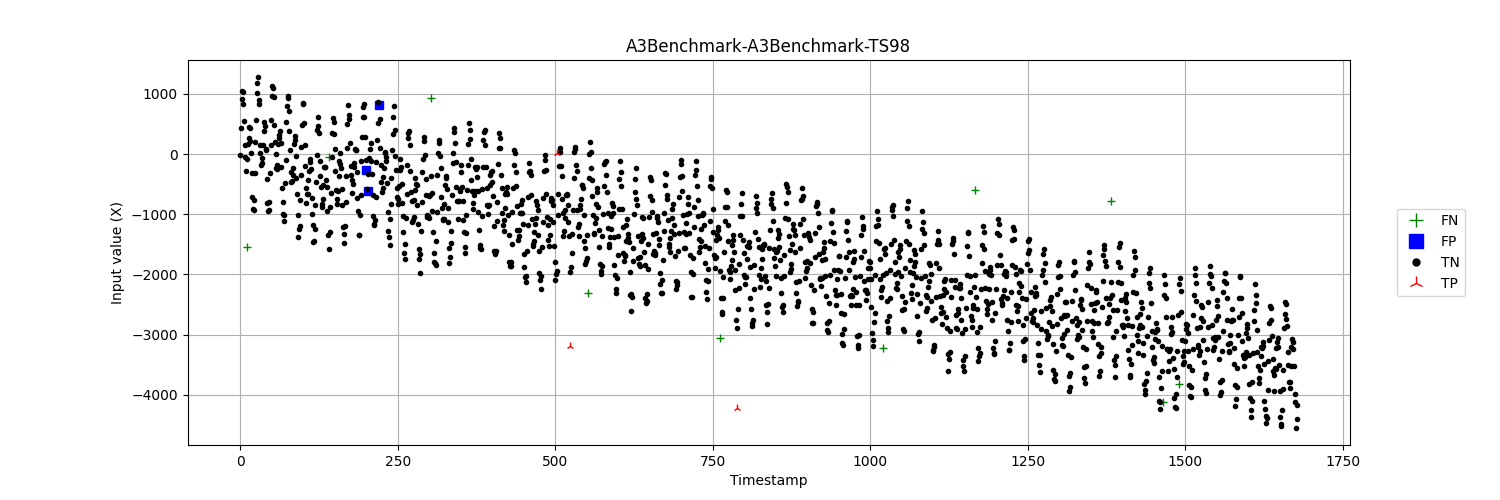 A3Benchmark-A3Benchmark-TS98
Input value (X)
1000
0
−1000
−2000
−3000
−4000
0
250
500
750
1000
1250
1500
1750
Timestamp
FN
FP
TN
TP